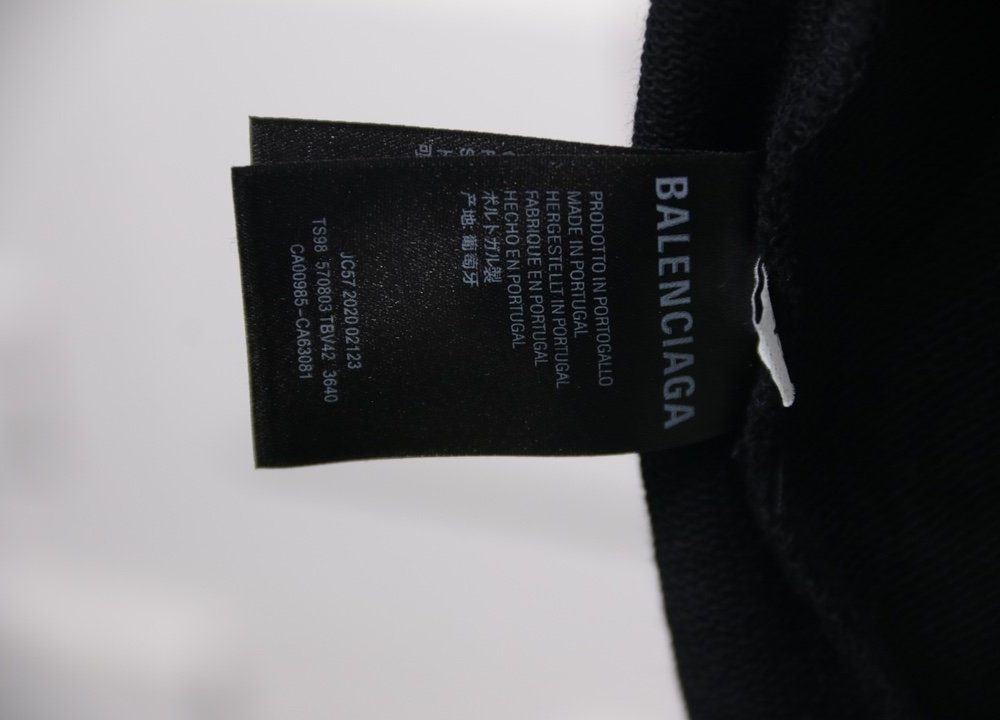 BALENCIAGA
PRODOTTO IN PORTOGALLO
MADE IN PORTUGAL
HERGESTELLT IN PORTUGAL
FABRIQUE EN PORTUGAL
HECHO EN PORTUGAL
ポルトガル製
产地: 葡萄牙
JC57 2020 02123
TS98 570803 TBV42 3640
CA00985-CA63081